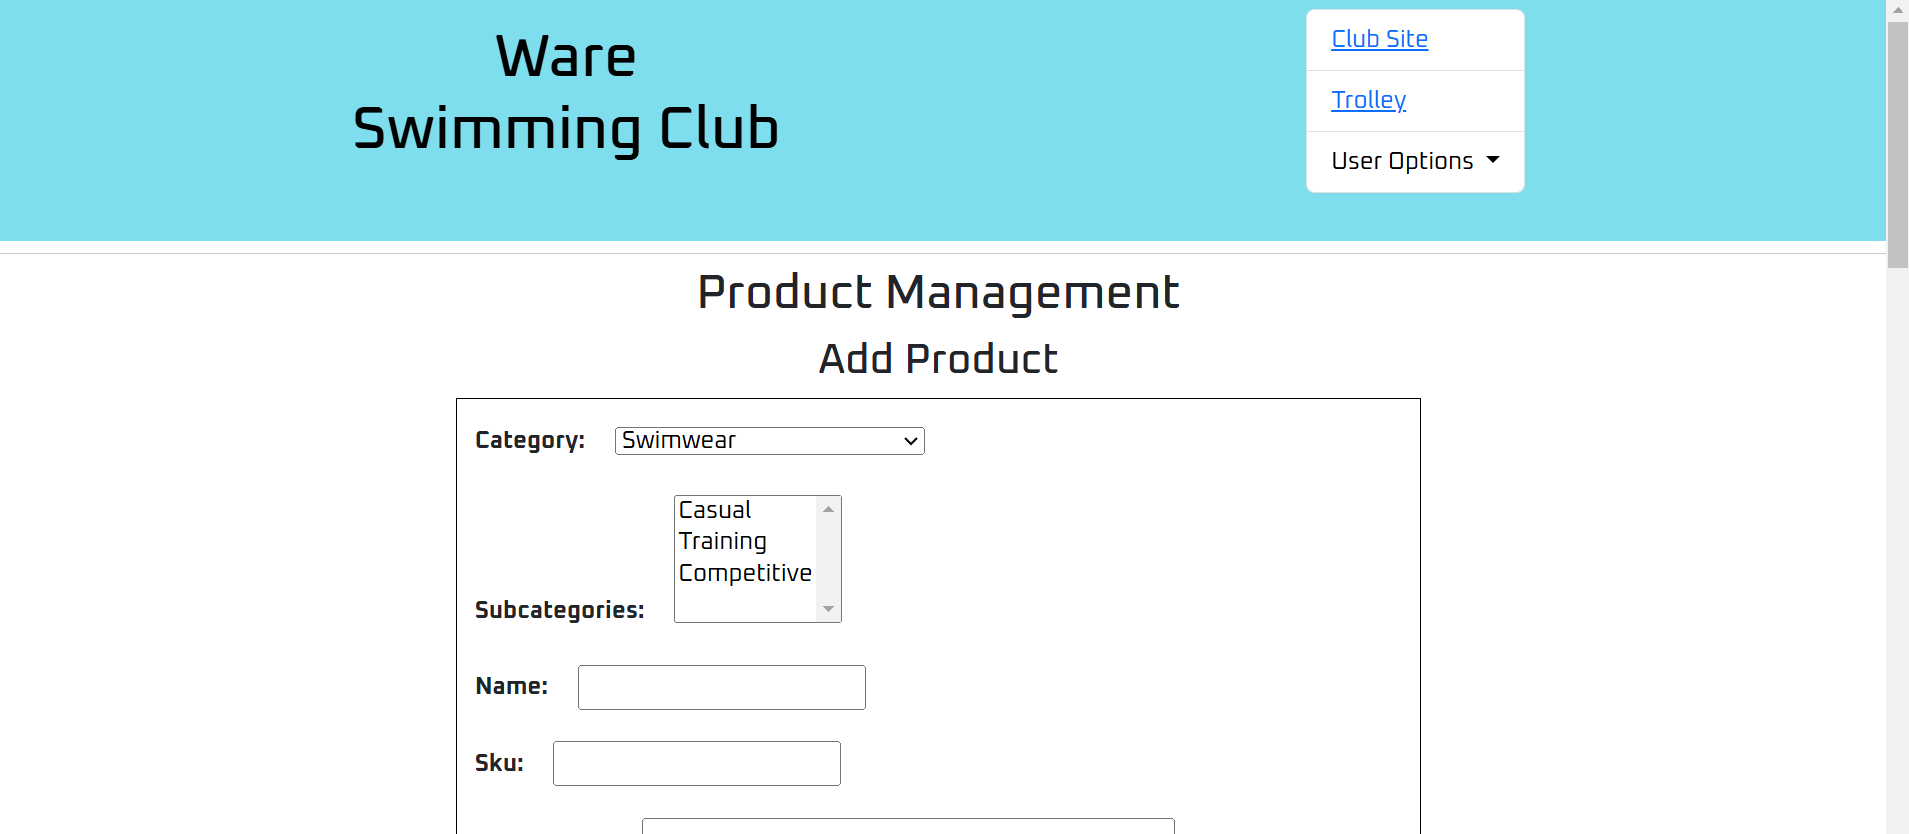 Ware
Swimming Club
Club Site
Trolley
User Options
Product Management
Add Product
Category: Swimwear
Casual
Training
Competitive
Subcategories:
Name:
Sku: